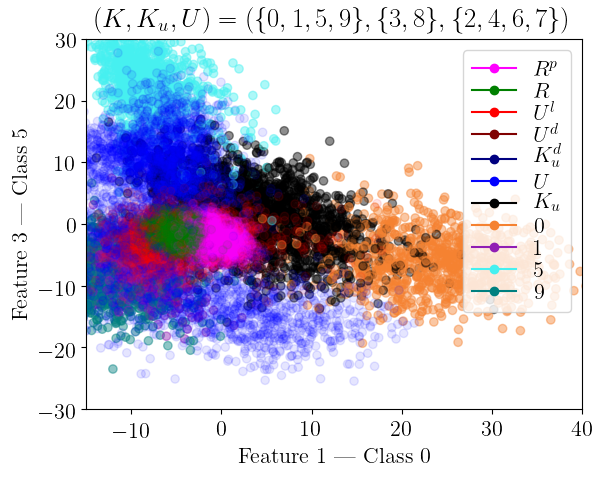 (K, K_u, U) = ({0, 1, 5, 9}, {3, 8}, {2, 4, 6, 7})
30
20
10
0
−10
−20
−30
Feature 3 — Class 5
R^p
R
U^l
U^d
K_u^d
U
K_u
0
1
5
9
−10
0
10
20
30
40
Feature 1 — Class 0